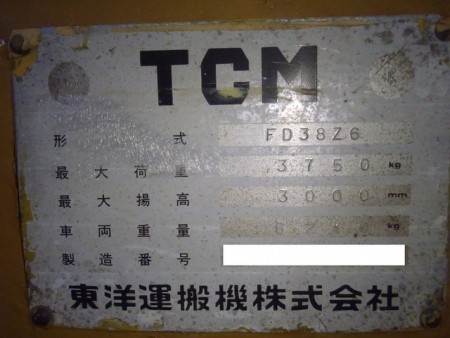 TCM
形式 FD38Z6
最大荷重 3750 kg
最大揚高 3000 mm
車両重量 kg
製造番号
東洋運搬機株式会社